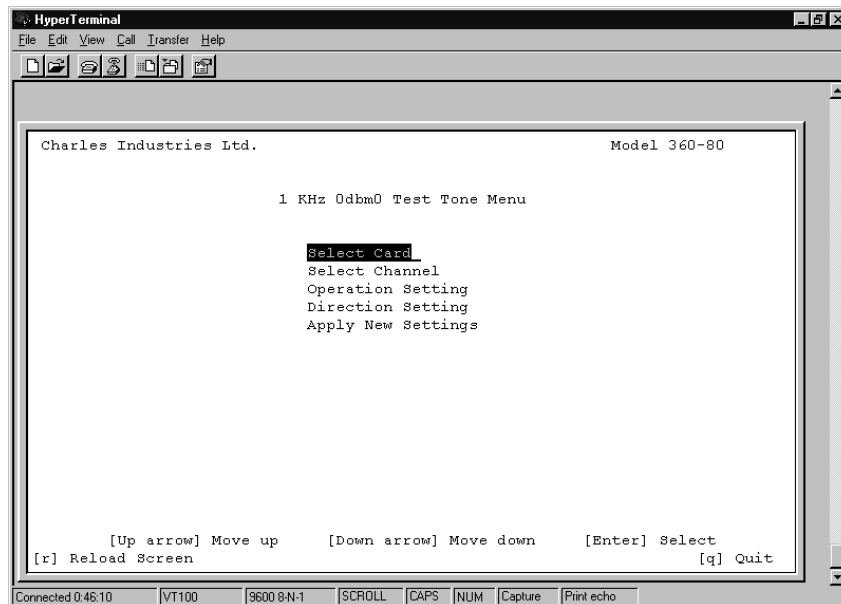 HyperTerminal
File Edit View Call Transfer Help
Charles Industries Ltd. Model 360-80
1 KHz 0dbm0 Test Tone Menu
Select Card_
Select Channel
Operation Setting
Direction Setting
Apply New Settings
[Up arrow] Move up [Down arrow] Move down [Enter] Select
[r] Reload Screen [q] Quit
Connected 0:46:10 VT100 9600 8-N-1 SCROLL CAPS NUM Capture Print echo